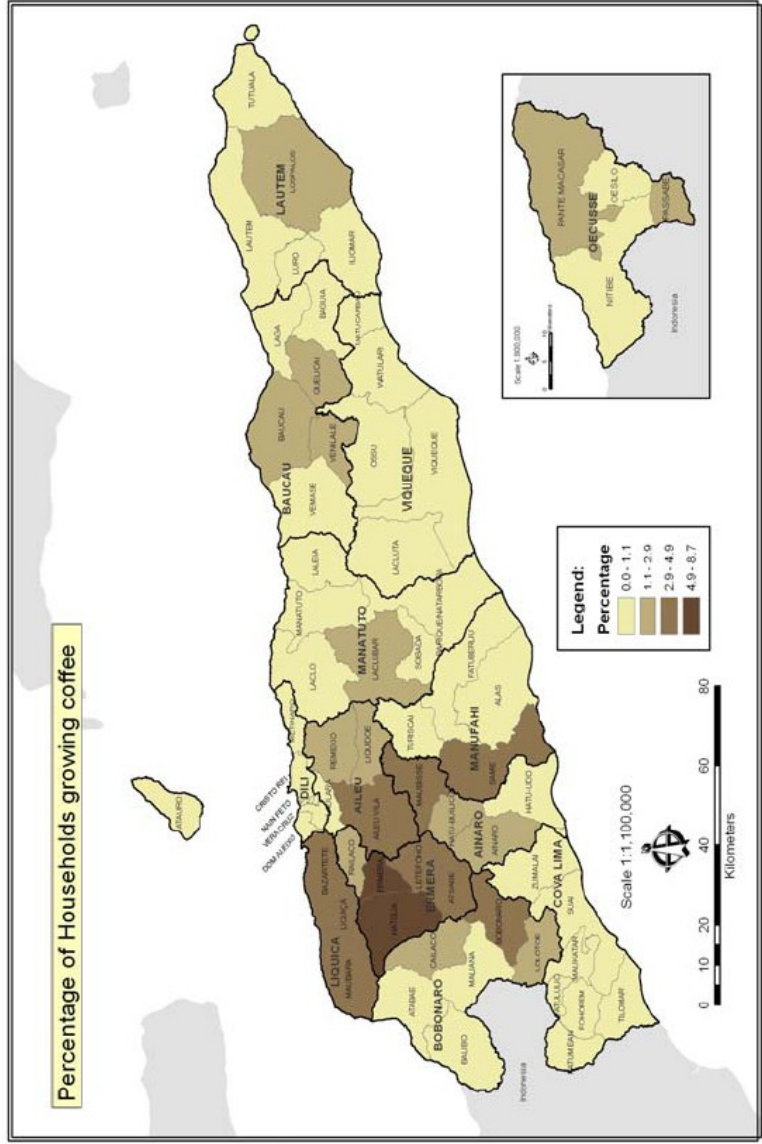 Percentage of Households growing coffee
ATAURO
CRISTO REI
NAIN FETO
VERA CRUZ
DOM ALEIXO
DILI
METINARO
LIQUICA
BAZARTETE
LIQUIÇA
MAUBARA
RAILACO
ERMERA
HATOLIA
LETEFOHO
ERMERA
ATSABE
AILEU
REMEXIO
LIQUIDOE
AILEU VILA
MAUBISSE
HATU-BUILICO
AINARO
AINARO
HATU-UDO
MANUFAHI
SAME
TURISCAI
FATUBERLIU
ALAS
MANATUTO
MANATUTO
LALEIA
LACLO
LACLUBAR
SOIBADA
BAUCAU
BAUCAU
VEMASE
VENILALE
QUELICAI
LAGA
BAGUIA
VIQUEQUE
LACLUTA
OSSU
VIQUEQUE
WATULARI
LAUTEM
LAUTEM
LOSPALOS
TUTUALA
LURO
ILIOMAR
BOBONARO
ATABAE
BALIBO
MALIANA
CAILACO
BOBONARO
LOLOTOE
COVA LIMA
ZUMALAI
SUAI
FOHOREM
TILOMAR
Indonesia
Scale 1:1,100,000
0 10 20 40 60 80
Kilometers
Legend:
Percentage
0.0 - 1.1
1.1 - 2.9
2.9 - 4.9
4.9 - 8.7
PANTE MACASAR
OECUSSE
OESILO
PASSABE
NITIBE
Indonesia